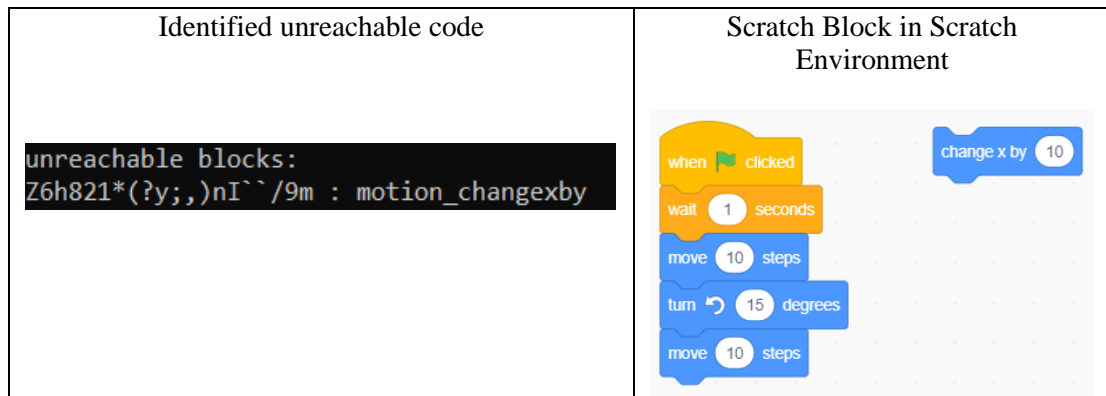 Identified unreachable code
Scratch Block in Scratch
Environment
unreachable blocks:
Z6h821*(?y;,)nI``/9m : motion_changexby
when clicked
wait 1 seconds
move 10 steps
turn 15 degrees
move 10 steps
change x by 10